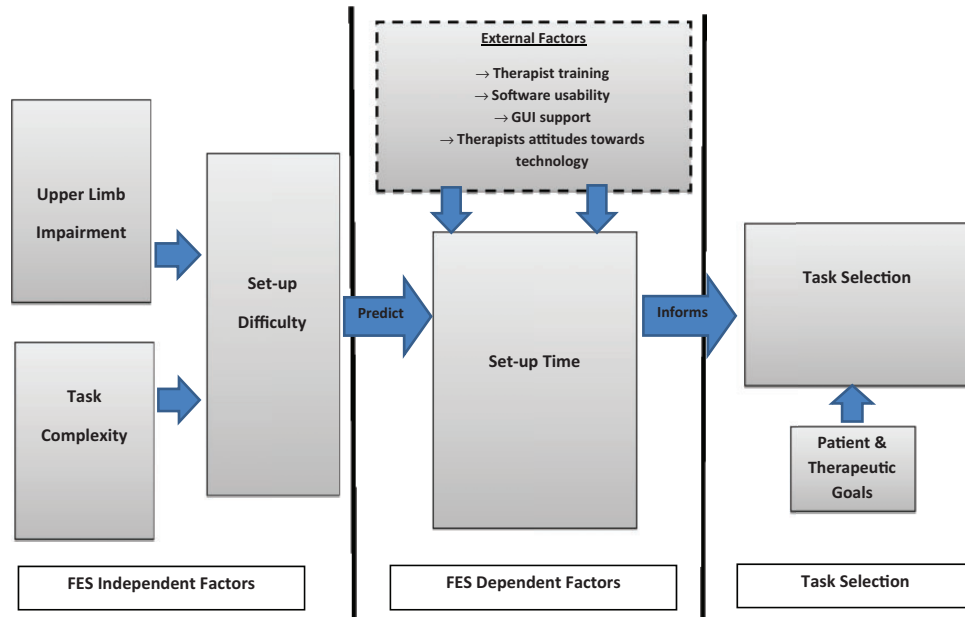 External Factors
→ Therapist training
→ Software usability
→ GUI support
→ Therapists attitudes towards
technology
Upper Limb
Impairment
Task
Complexity
Set-up
Difficulty
Predict
Set-up Time
Informs
Task Selection
Patient &
Therapeutic
Goals
FES Independent Factors
FES Dependent Factors
Task Selection